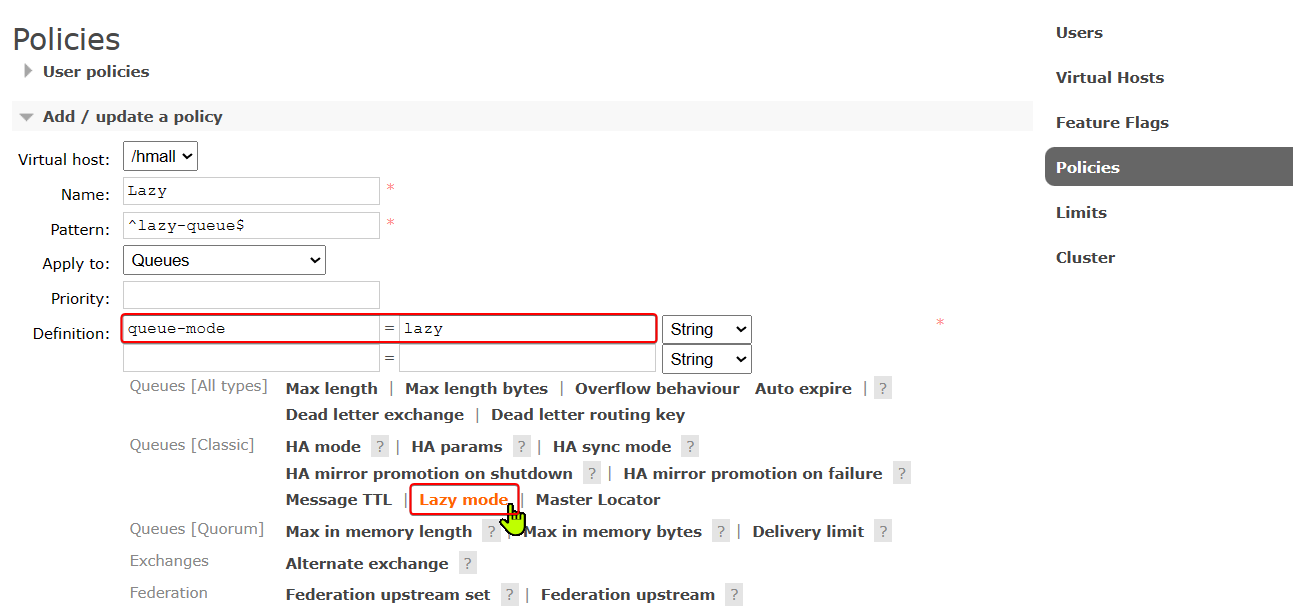 Policies
User policies
Add / update a policy
Virtual host: /hmall
Name: Lazy *
Pattern: ^lazy-queue$ *
Apply to: Queues
Priority:
Definition: queue-mode = lazy String *
= String
Queues [All types] Max length | Max length bytes | Overflow behaviour Auto expire | ?
Dead letter exchange | Dead letter routing key
Queues [Classic] HA mode ? | HA params ? | HA sync mode ?
HA mirror promotion on shutdown ? | HA mirror promotion on failure ?
Message TTL | Lazy mode | Master Locator
Queues [Quorum] Max in memory length ? | Max in memory bytes ? | Delivery limit ?
Exchanges Alternate exchange ?
Federation Federation upstream set ? | Federation upstream ?
Users
Virtual Hosts
Feature Flags
Policies
Limits
Cluster